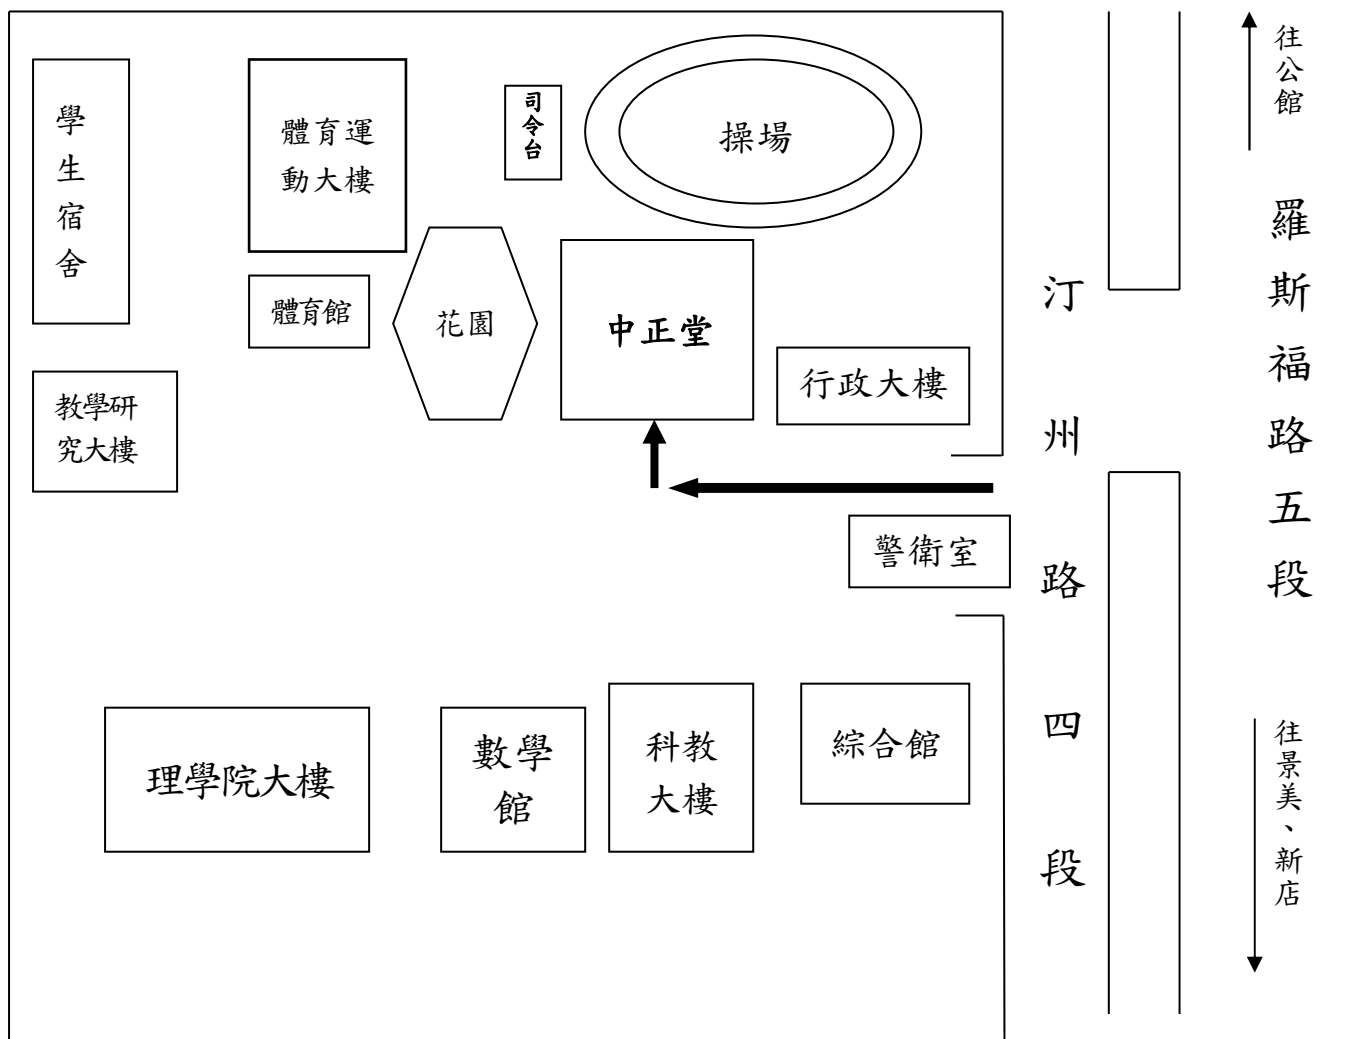 學生宿舍
體育運
動大樓
司令台
操場
體育館
花園
中正堂
行政大樓
教學研
究大樓
警衛室
理學院大樓
數學
館
科教
大樓
綜合館
汀州路四段
往公館
羅斯福路五段
往景美、新店